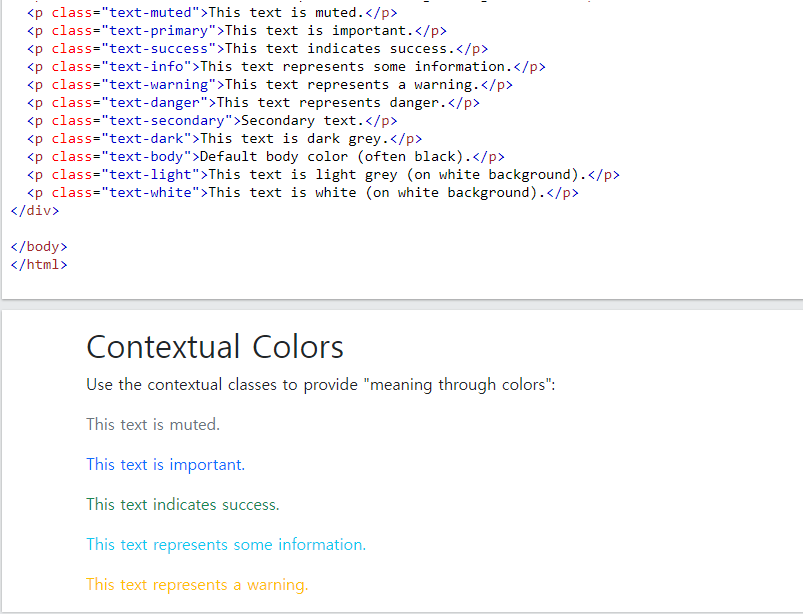 <p class="text-muted">This text is muted.</p>
<p class="text-primary">This text is important.</p>
<p class="text-success">This text indicates success.</p>
<p class="text-info">This text represents some information.</p>
<p class="text-warning">This text represents a warning.</p>
<p class="text-danger">This text represents danger.</p>
<p class="text-secondary">Secondary text.</p>
<p class="text-dark">This text is dark grey.</p>
<p class="text-body">Default body color (often black).</p>
<p class="text-light">This text is light grey (on white background).</p>
<p class="text-white">This text is white (on white background).</p>
</div>
</body>
</html>
Contextual Colors
Use the contextual classes to provide "meaning through colors":
This text is muted.
This text is important.
This text indicates success.
This text represents some information.
This text represents a warning.